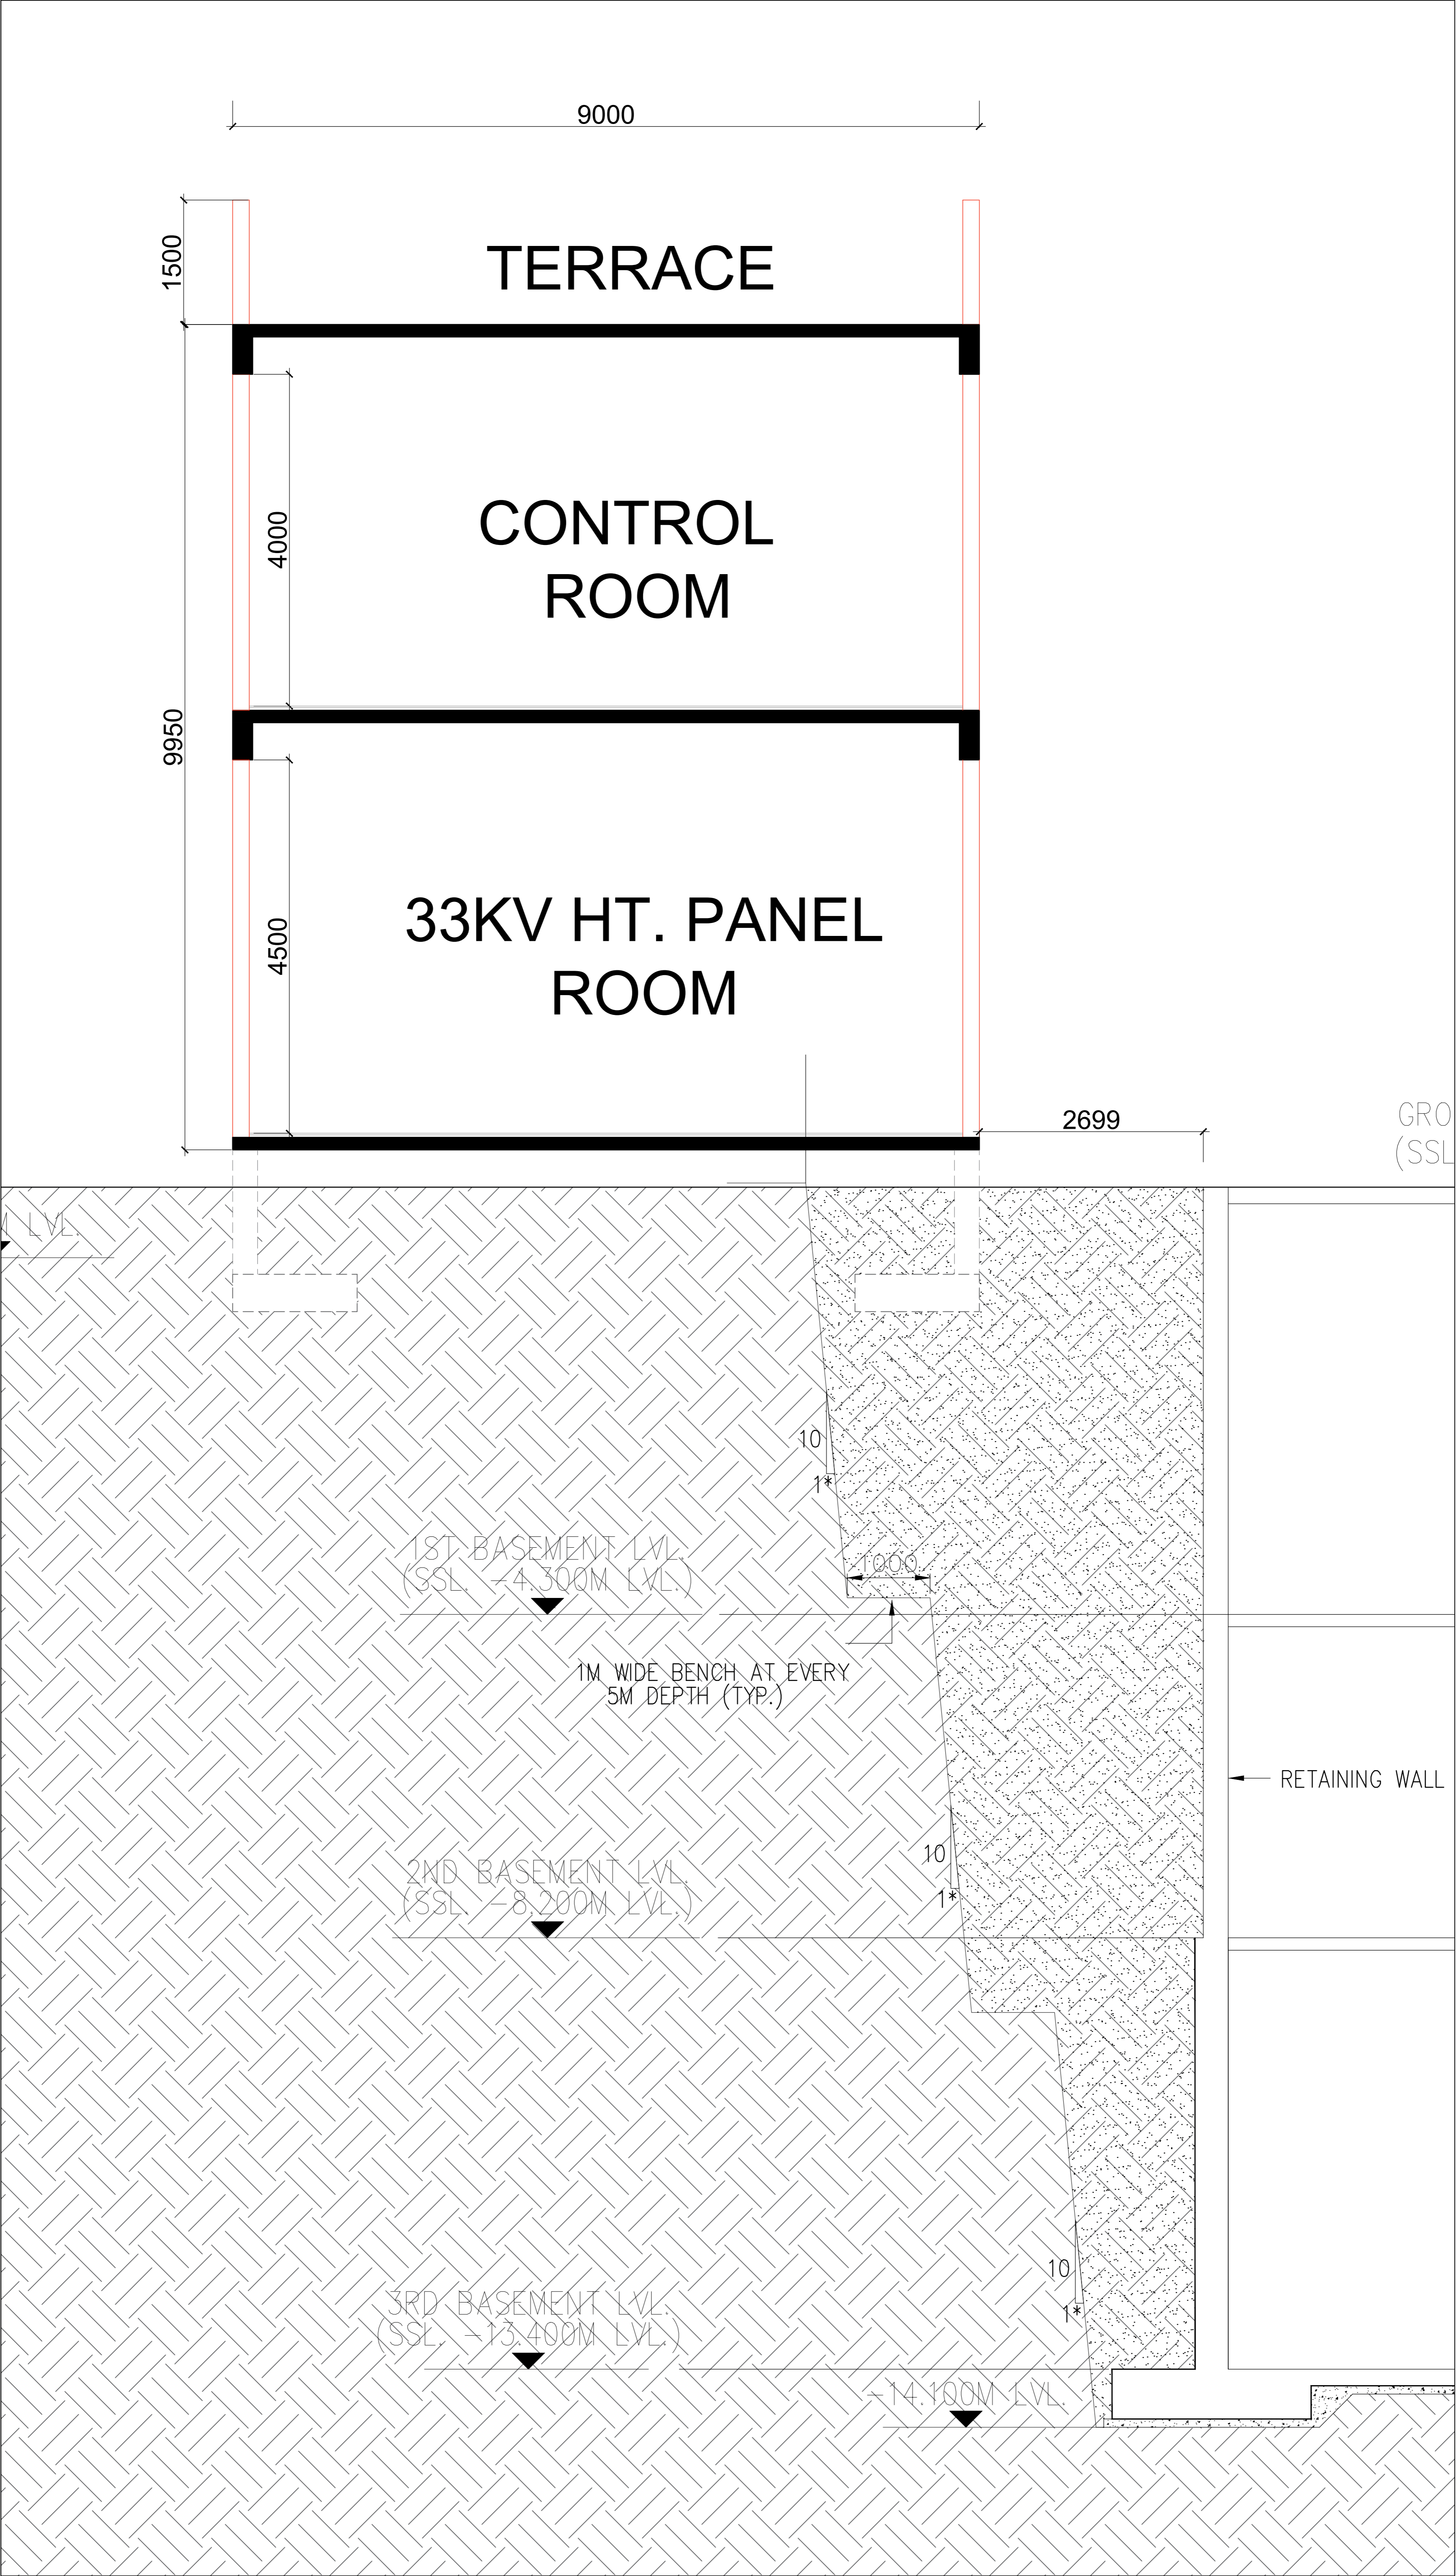 9000
1500
TERRACE
4000
CONTROL
ROOM
9950
4500
33KV HT. PANEL
ROOM
2699
GRO
(SSL
M LVL.
10
1*
1ST BASEMENT LVL.
(SSL. -4.300M LVL.)
1000
1M WIDE BENCH AT EVERY
5M DEPTH (TYP.)
RETAINING WALL
10
1*
2ND BASEMENT LVL.
(SSL. -8.200M LVL.)
10
1*
3RD BASEMENT LVL.
(SSL. -13.400M LVL.)
-14.100M LVL.